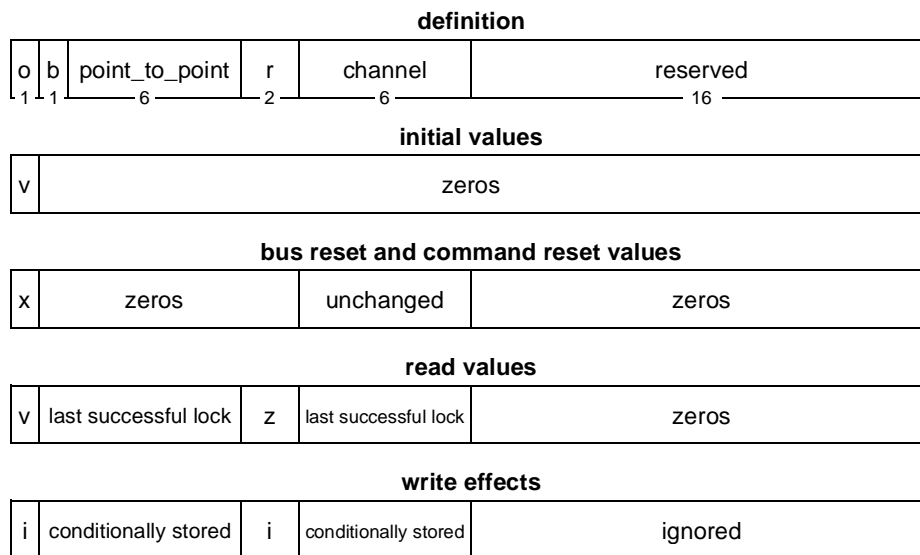 definition
o b point_to_point r channel reserved
1 1 6 2 6 16
initial values
v zeros
bus reset and command reset values
x zeros unchanged zeros
read values
v last successful lock z last successful lock zeros
write effects
i conditionally stored i conditionally stored ignored